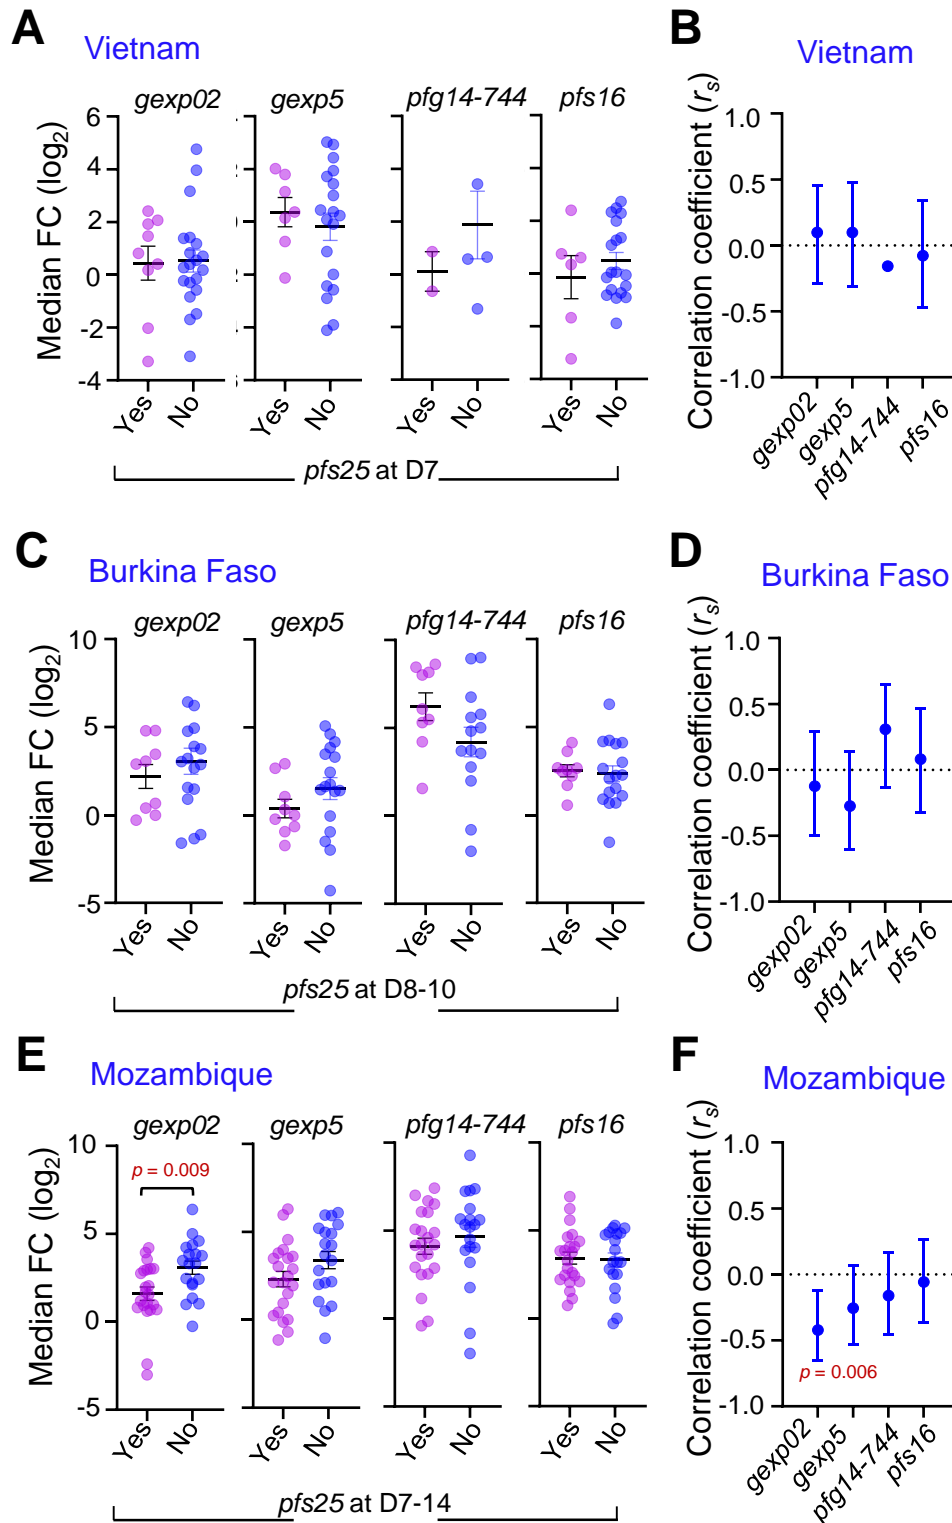 A
Vietnam
gexp02
gexp5
pfg14-744
pfs16
Median FC (log2)
6
4
2
0
-2
-4
Yes
No
Yes
No
Yes
No
Yes
No
pfs25 at D7
B
Vietnam
Correlation coefficient (rs)
1.0
0.5
0.0
-0.5
-1.0
gexp02
gexp5
pfg14-744
pfs16
C
Burkina Faso
gexp02
gexp5
pfg14-744
pfs16
Median FC (log2)
10
5
0
-5
Yes
No
Yes
No
Yes
No
Yes
No
pfs25 at D8-10
D
Burkina Faso
Correlation coefficient (rs)
1.0
0.5
0.0
-0.5
-1.0
gexp02
gexp5
pfg14-744
pfs16
E
Mozambique
gexp02
gexp5
pfg14-744
pfs16
Median FC (log2)
10
5
0
-5
p = 0.009
Yes
No
Yes
No
Yes
No
Yes
No
pfs25 at D7-14
F
Mozambique
Correlation coefficient (rs)
1.0
0.5
0.0
-0.5
-1.0
p = 0.006
gexp02
gexp5
pfg14-744
pfs16